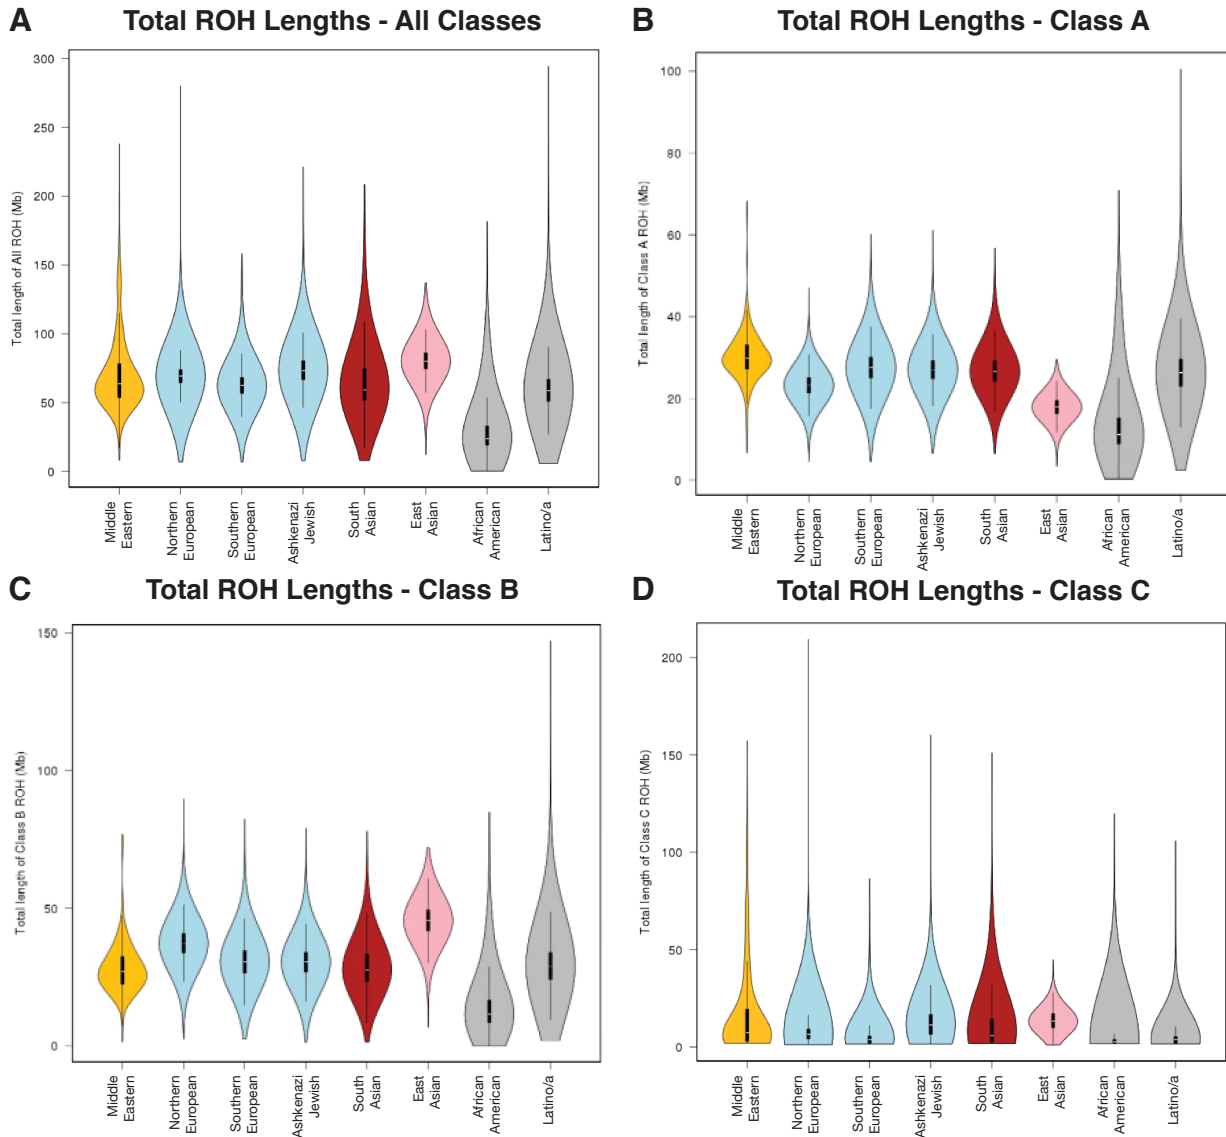 A
Total ROH Lengths - All Classes
Total length of All ROH (Mb)
300
250
200
150
100
50
0
Middle
Eastern
Northern
European
Southern
European
Ashkenazi
Jewish
South
Asian
East
Asian
African
American
Latino/a
B
Total ROH Lengths - Class A
Total length of Class A ROH (Mb)
100
80
60
40
20
0
Middle
Eastern
Northern
European
Southern
European
Ashkenazi
Jewish
South
Asian
East
Asian
African
American
Latino/a
C
Total ROH Lengths - Class B
Total length of Class B ROH (Mb)
150
100
50
0
Middle
Eastern
Northern
European
Southern
European
Ashkenazi
Jewish
South
Asian
East
Asian
African
American
Latino/a
D
Total ROH Lengths - Class C
Total length of Class C ROH (Mb)
200
150
100
50
0
Middle
Eastern
Northern
European
Southern
European
Ashkenazi
Jewish
South
Asian
East
Asian
African
American
Latino/a